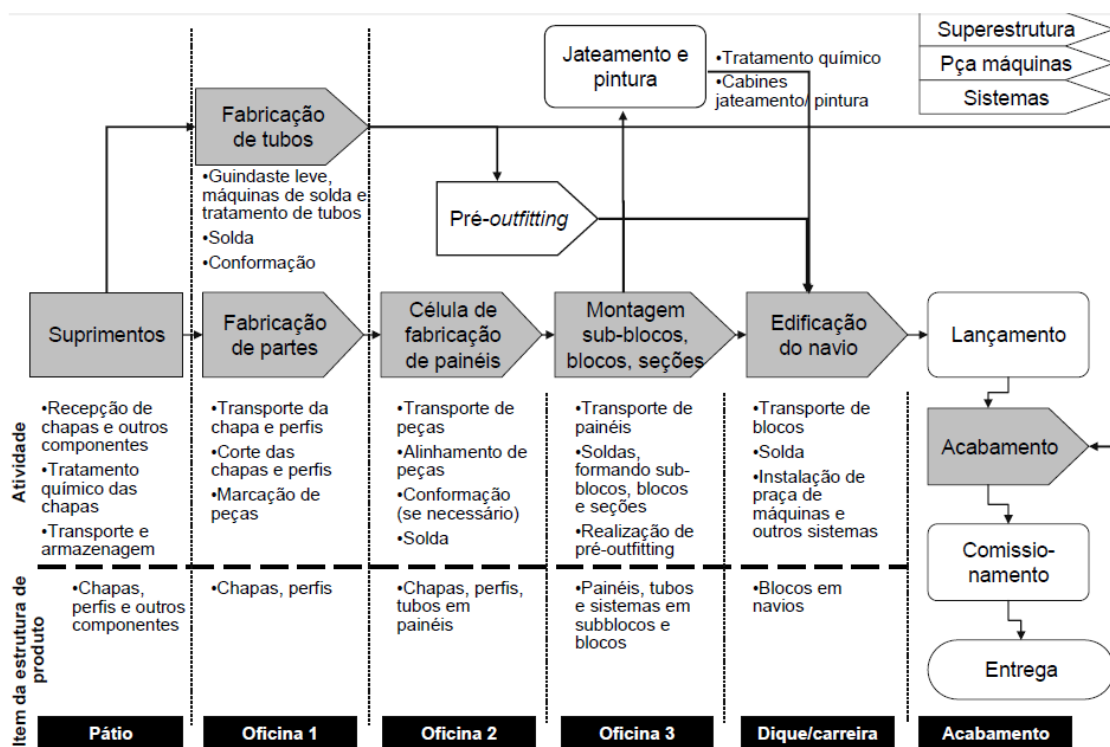 Superestrutura
Pça máquinas
Sistemas
Jateamento e
pintura
•Tratamento químico
•Cabines
jateamento/ pintura
Fabricação
de tubos
•Guindaste leve,
máquinas de solda e
tratamento de tubos
•Solda
•Conformação
Pré-outfitting
Suprimentos
Fabricação
de partes
Célula de
fabricação
de painéis
Montagem
sub-blocos,
blocos, seções
Edificação
do navio
Lançamento
Atividade
•Recepção de
chapas e outros
componentes
•Tratamento
químico das
chapas
•Transporte e
armazenagem
•Transporte da
chapa e perfis
•Corte das
chapas e perfis
•Marcação de
peças
•Transporte de
peças
•Alinhamento de
peças
•Conformação
(se necessário)
•Solda
•Transporte de
painéis
•Soldas,
formando sub-
blocos, blocos
e seções
•Realização de
pré-outfitting
•Transporte de
blocos
•Solda
•Instalação de
praça de
máquinas e
outros sistemas
Acabamento
Comissio-
namento
Entrega
Item da estrutura de
produto
•Chapas,
perfis e outros
componentes
•Chapas, perfis
•Chapas, perfis,
tubos em
painéis
•Painéis, tubos
e sistemas em
subblocos e
blocos
•Blocos em
navios
Pátio
Oficina 1
Oficina 2
Oficina 3
Dique/carreira
Acabamento